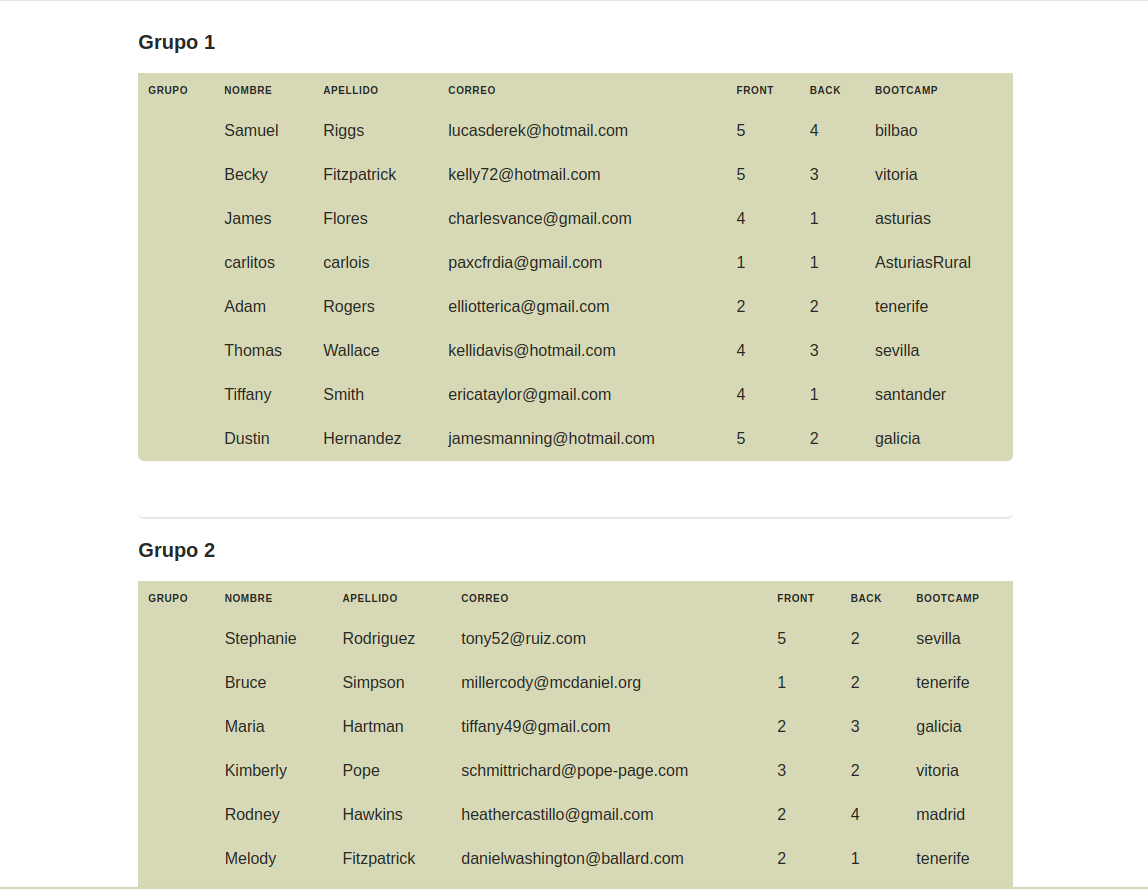 Grupo 1
GRUPO NOMBRE APELLIDO CORREO FRONT BACK BOOTCAMP
Samuel Riggs lucasderek@hotmail.com 5 4 bilbao
Becky Fitzpatrick kelly72@hotmail.com 5 3 vitoria
James Flores charlesvance@gmail.com 4 1 asturias
carlitos carlois paxcfrdia@gmail.com 1 1 AsturiasRural
Adam Rogers elliotterica@gmail.com 2 2 tenerife
Thomas Wallace kellidavis@hotmail.com 4 3 sevilla
Tiffany Smith ericataylor@gmail.com 4 1 santander
Dustin Hernandez jamesmanning@hotmail.com 5 2 galicia
Grupo 2
GRUPO NOMBRE APELLIDO CORREO FRONT BACK BOOTCAMP
Stephanie Rodriguez tony52@ruiz.com 5 2 sevilla
Bruce Simpson millercody@mcdaniel.org 1 2 tenerife
Maria Hartman tiffany49@gmail.com 2 3 galicia
Kimberly Pope schmittrichard@pope-page.com 3 2 vitoria
Rodney Hawkins heathercastillo@gmail.com 2 4 madrid
Melody Fitzpatrick danielwashington@ballard.com 2 1 tenerife